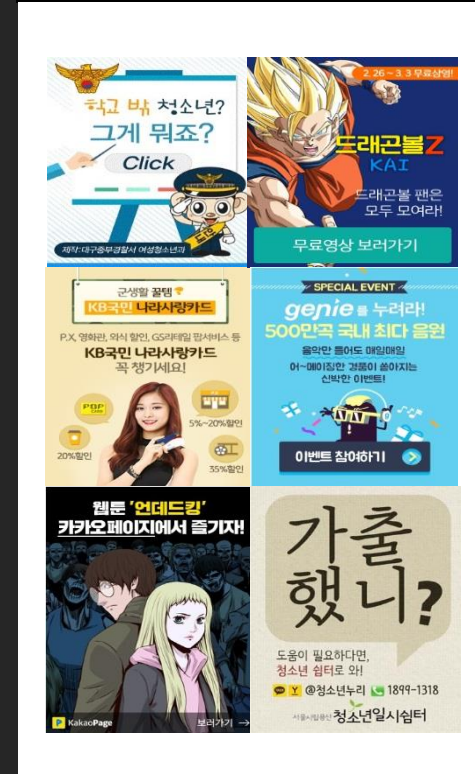 학교 밖 청소년?
그게 뭐죠?
Click
제작:대구중부경찰서 여성청소년과
2. 26 ~ 3. 3 무료상영!
드래곤볼Z
KAI
드래곤볼 팬은
모두 모여라!
무료영상 보러가기
군생활 꿀템
KB국민 나라사랑카드
P.X, 영화관, 외식 할인, GS리테일 팝서비스 등
KB국민 나라사랑카드
꼭 챙기세요!
POP
5%~20%할인
20%할인
35%할인
SPECIAL EVENT
genie를 누려라!
500만곡 국내 최다 음원
음악만 들어도 매일매일
어~메이징한 경품이 쏟아지는
신박한 이벤트!
이벤트 참여하기
웹툰 '언데드킹'
카카오페이지에서 즐기자!
KakaoPage
보러가기 →
가출
했니?
도움이 필요하다면,
청소년 쉼터로 와!
@청소년누리 1899-1318
서울시립용산 청소년일시쉼터